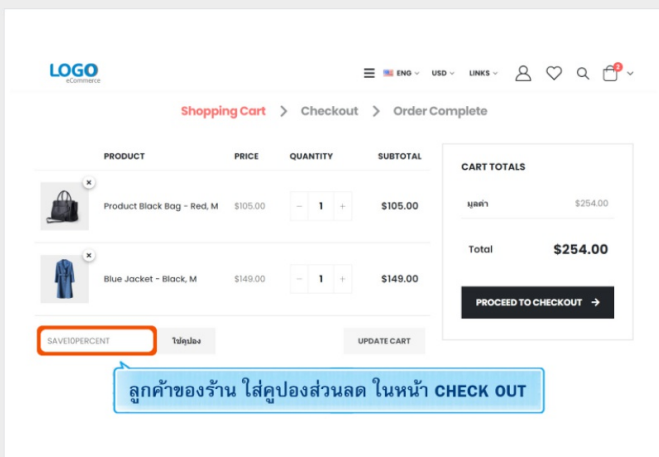 LOGO
eCommerce
ENG USD LINKS 2
Shopping Cart > Checkout > Order Complete
PRODUCT PRICE QUANTITY SUBTOTAL
CART TOTALS
Product Black Bag - Red, M $105.00 - 1 + $105.00
มูลค่า $254.00
Total $254.00
Blue Jacket - Black, M $149.00 - 1 + $149.00
PROCEED TO CHECKOUT →
SAVE10PERCENT ใช้คูปอง UPDATE CART
ลูกค้าของร้าน ใส่คูปองส่วนลด ในหน้า CHECK OUT